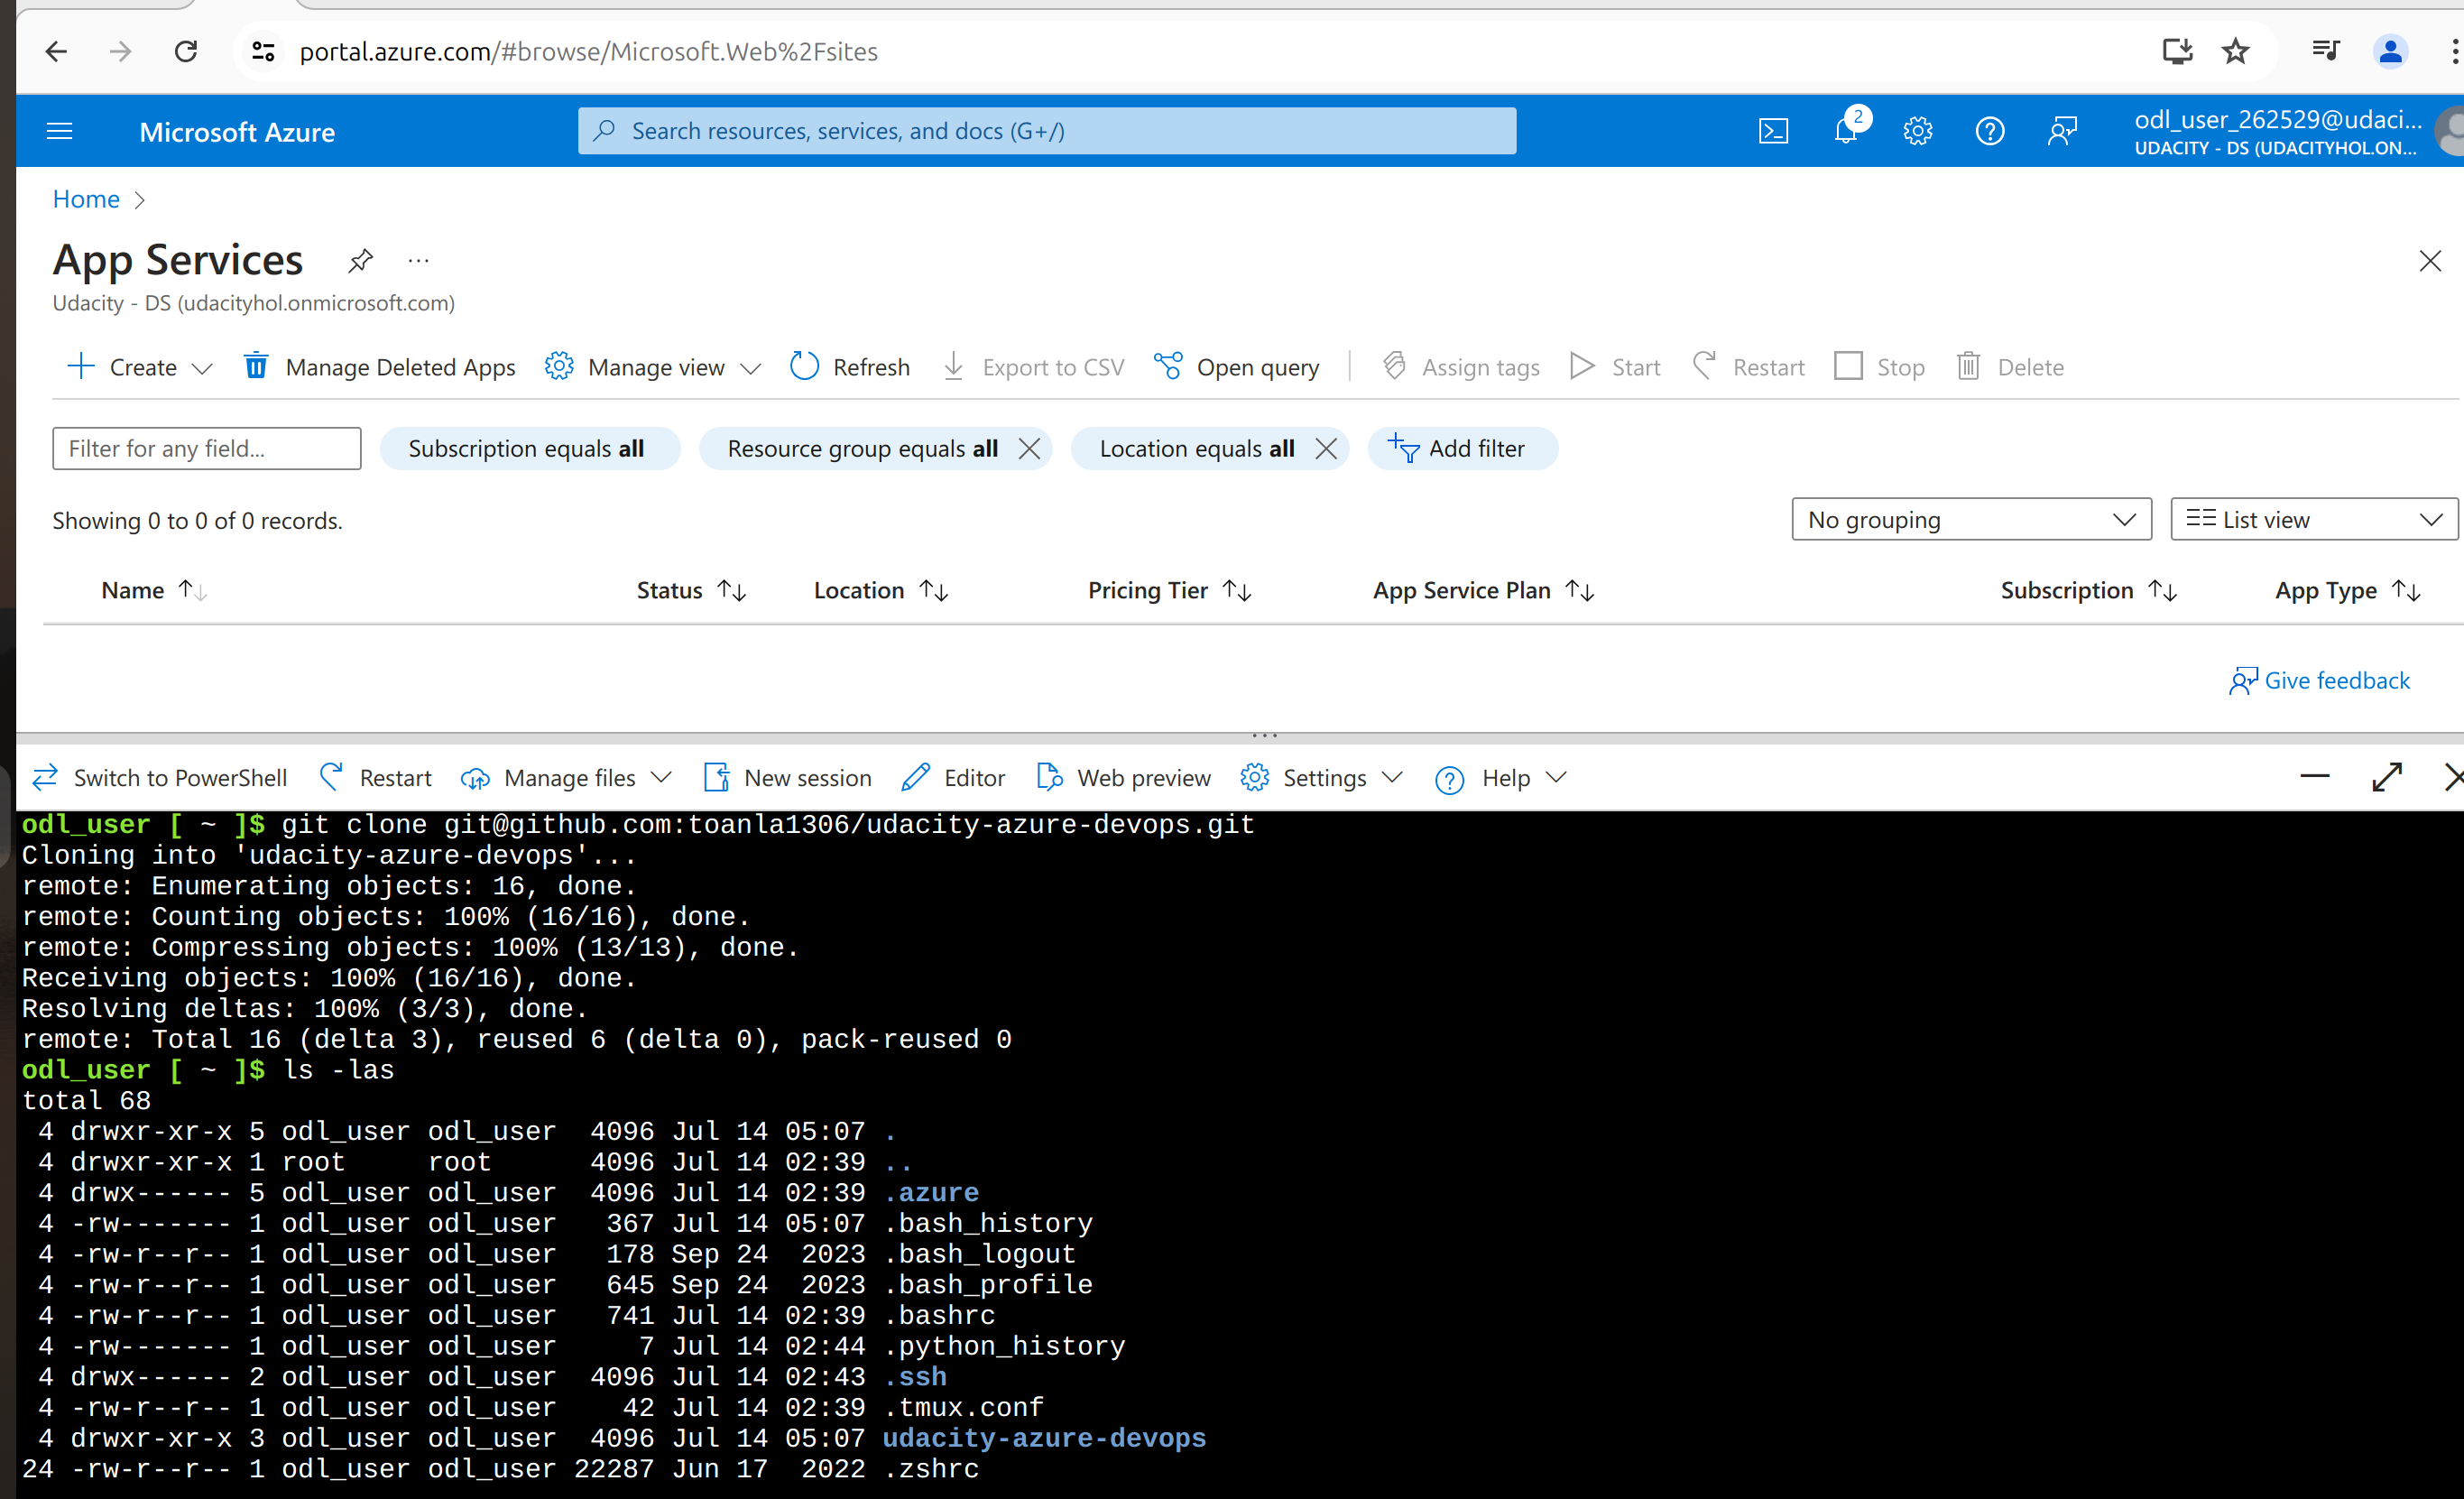 portal.azure.com/#browse/Microsoft.Web%2Fsites
Microsoft Azure
Search resources, services, and docs (G+/)
2
odl_user_262529@udaci...
UDACITY - DS (UDACITYHOL.ON...
Home
App Services
Udacity - DS (udacityhol.onmicrosoft.com)
Create
Manage Deleted Apps
Manage view
Refresh
Export to CSV
Open query
Assign tags
Start
Restart
Stop
Delete
Filter for any field...
Subscription equals all
Resource group equals all
Location equals all
Add filter
Showing 0 to 0 of 0 records.
No grouping
List view
Name
Status
Location
Pricing Tier
App Service Plan
Subscription
App Type
Give feedback
Switch to PowerShell
Restart
Manage files
New session
Editor
Web preview
Settings
Help
odl_user [ ~ ]$ git clone git@github.com:toanla1306/udacity-azure-devops.git
Cloning into 'udacity-azure-devops'...
remote: Enumerating objects: 16, done.
remote: Counting objects: 100% (16/16), done.
remote: Compressing objects: 100% (13/13), done.
Receiving objects: 100% (16/16), done.
Resolving deltas: 100% (3/3), done.
remote: Total 16 (delta 3), reused 6 (delta 0), pack-reused 0
odl_user [ ~ ]$ ls -las
total 68
 4 drwxr-xr-x 5 odl_user odl_user  4096 Jul 14 05:07 .
 4 drwxr-xr-x 1 root     root      4096 Jul 14 02:39 ..
 4 drwx------ 5 odl_user odl_user  4096 Jul 14 02:39 .azure
 4 -rw------- 1 odl_user odl_user   367 Jul 14 05:07 .bash_history
 4 -rw-r--r-- 1 odl_user odl_user   178 Sep 24  2023 .bash_logout
 4 -rw-r--r-- 1 odl_user odl_user   645 Sep 24  2023 .bash_profile
 4 -rw-r--r-- 1 odl_user odl_user   741 Jul 14 02:39 .bashrc
 4 -rw------- 1 odl_user odl_user     7 Jul 14 02:44 .python_history
 4 drwx------ 2 odl_user odl_user  4096 Jul 14 02:43 .ssh
 4 -rw-r--r-- 1 odl_user odl_user    42 Jul 14 02:39 .tmux.conf
 4 drwxr-xr-x 3 odl_user odl_user  4096 Jul 14 05:07 udacity-azure-devops
24 -rw-r--r-- 1 odl_user odl_user 22287 Jun 17  2022 .zshrc